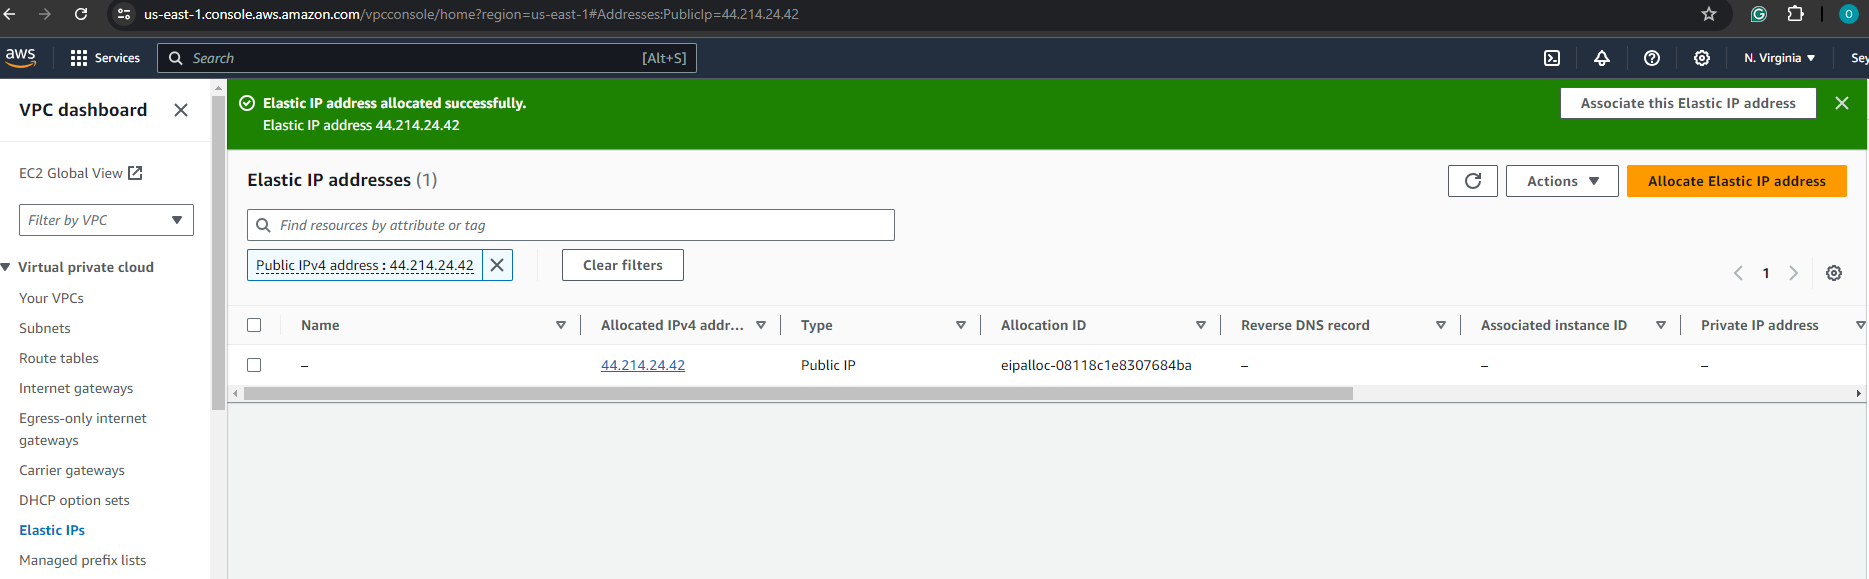 us-east-1.console.aws.amazon.com/vpcconsole/home?region=us-east-1#Addresses:PublicIp=44.214.24.42
O
aws
Services
Search
[Alt+S]
N. Virginia
VPC dashboard
EC2 Global View
Filter by VPC
Virtual private cloud
Your VPCs
Subnets
Route tables
Internet gateways
Egress-only internet
gateways
Carrier gateways
DHCP option sets
Elastic IPs
Managed prefix lists
Elastic IP address allocated successfully.
Elastic IP address 44.214.24.42
Associate this Elastic IP address
Elastic IP addresses (1)
Actions
Allocate Elastic IP address
Find resources by attribute or tag
Public IPv4 address : 44.214.24.42
Clear filters
1
Name Allocated IPv4 addr... Type Allocation ID Reverse DNS record Associated instance ID Private IP address
– 44.214.24.42 Public IP eipalloc-08118c1e8307684ba – – –